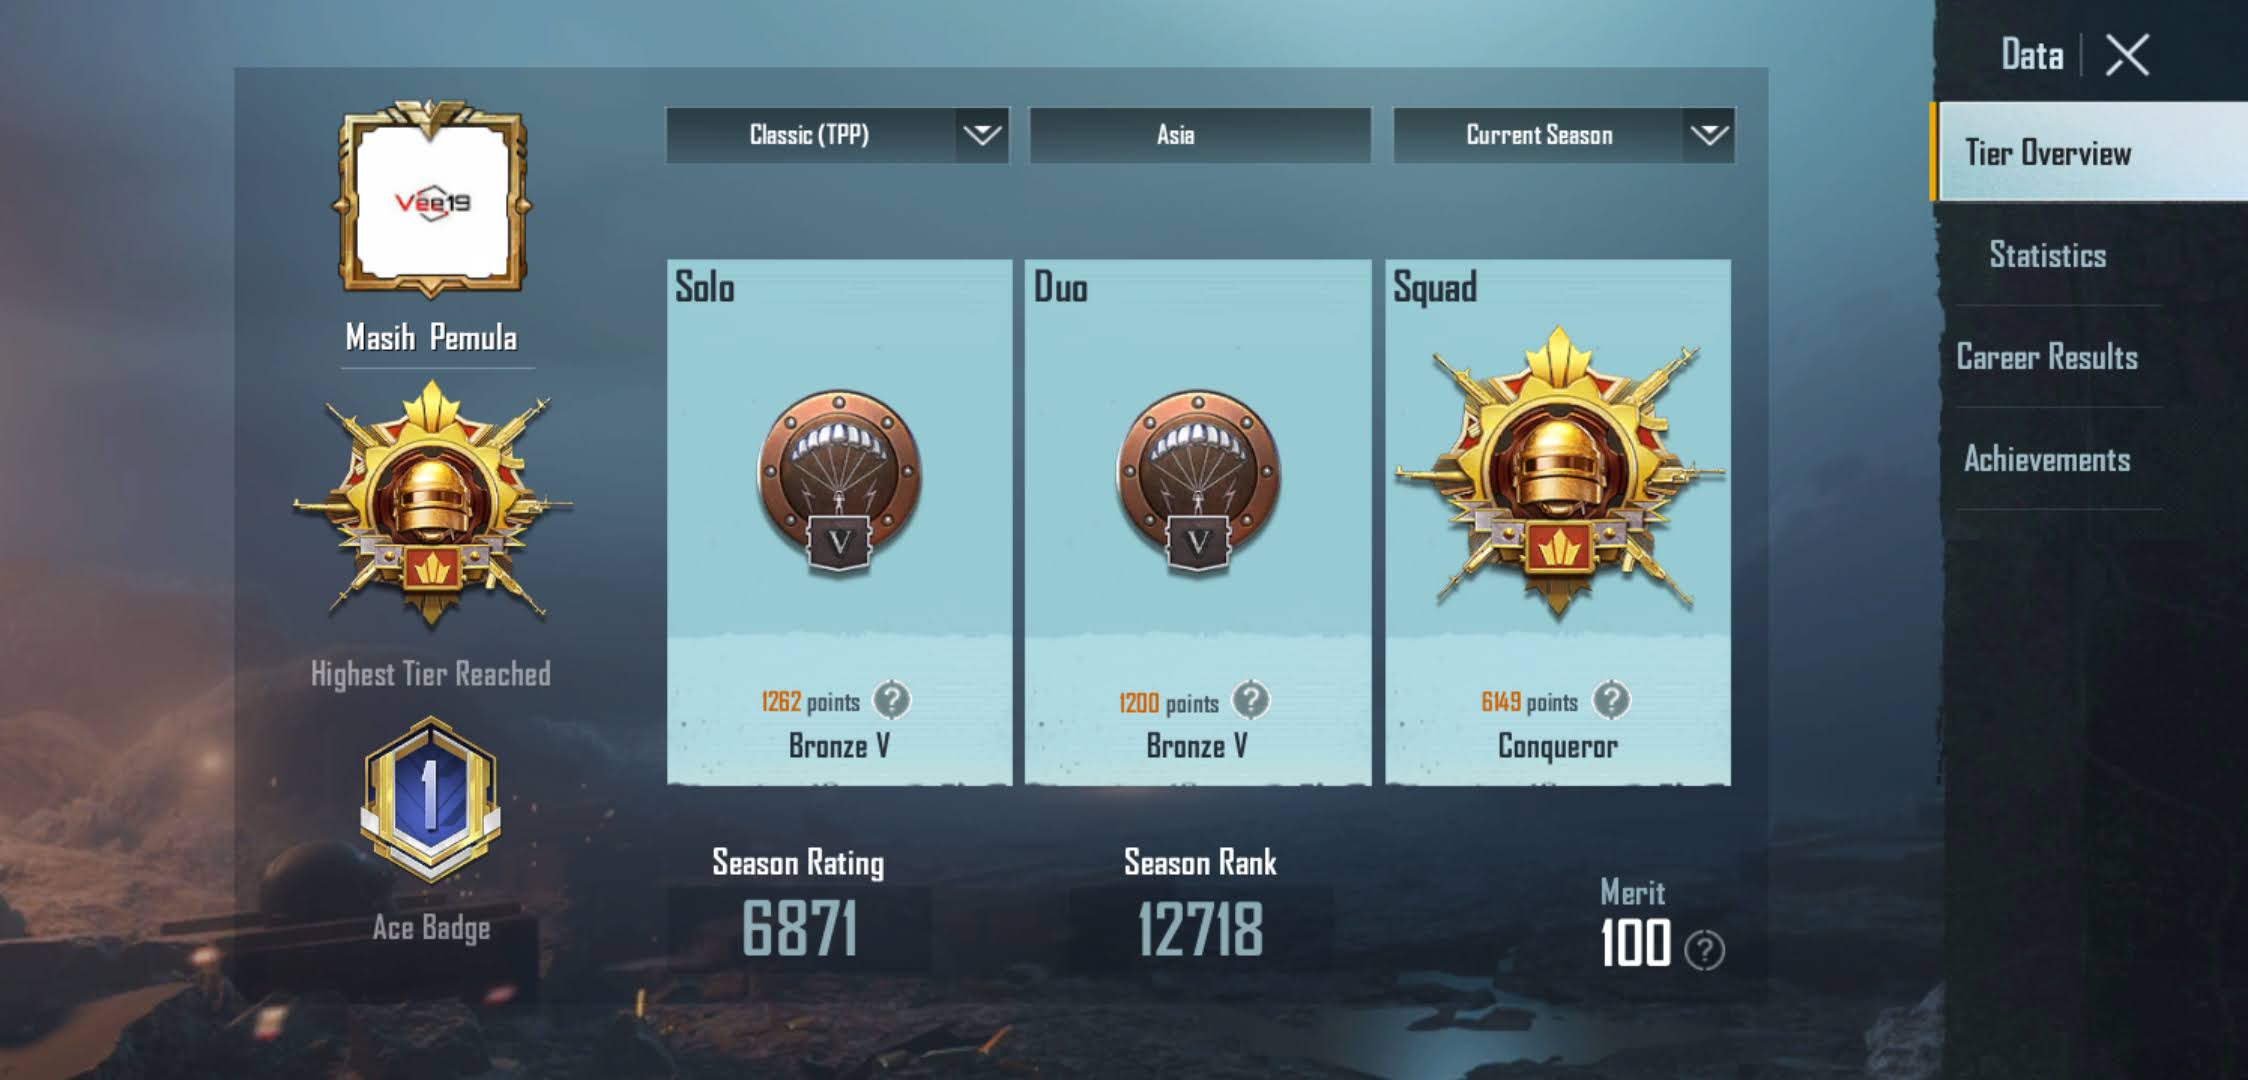 Data
Tier Overview
Statistics
Career Results
Achievements
Vee19
Masih Pemula
Highest Tier Reached
1
Ace Badge
Classic (TPP)
Asia
Current Season
Solo
V
1262 points ?
Bronze V
Duo
V
1200 points ?
Bronze V
Squad
6149 points ?
Conqueror
Season Rating
6871
Season Rank
12718
Merit
100 ?